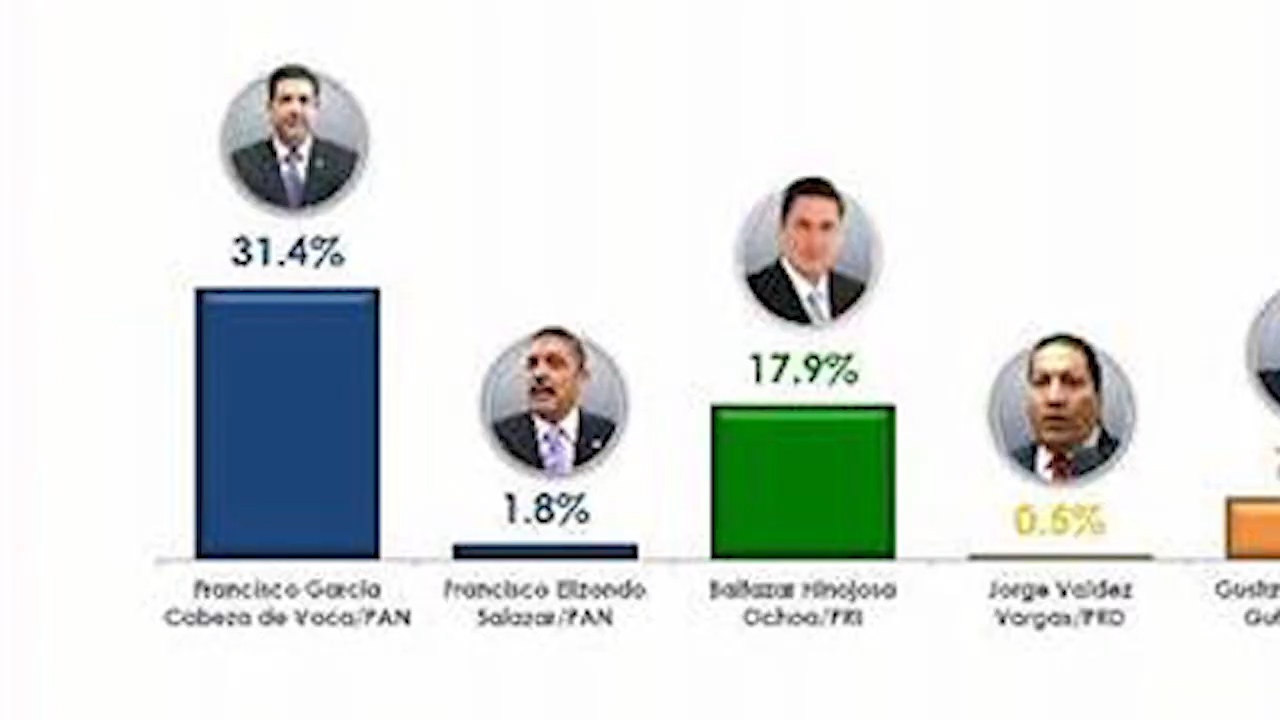 31.4%
1.8%
17.9%
0.5%
Francisco García
Cabeza de Vaca/PAN
Francisco Elizondo
Salazar/PAN
Baltazar Hinojosa
Ochoa/PRI
Jorge Valdez
Vargas/PRD